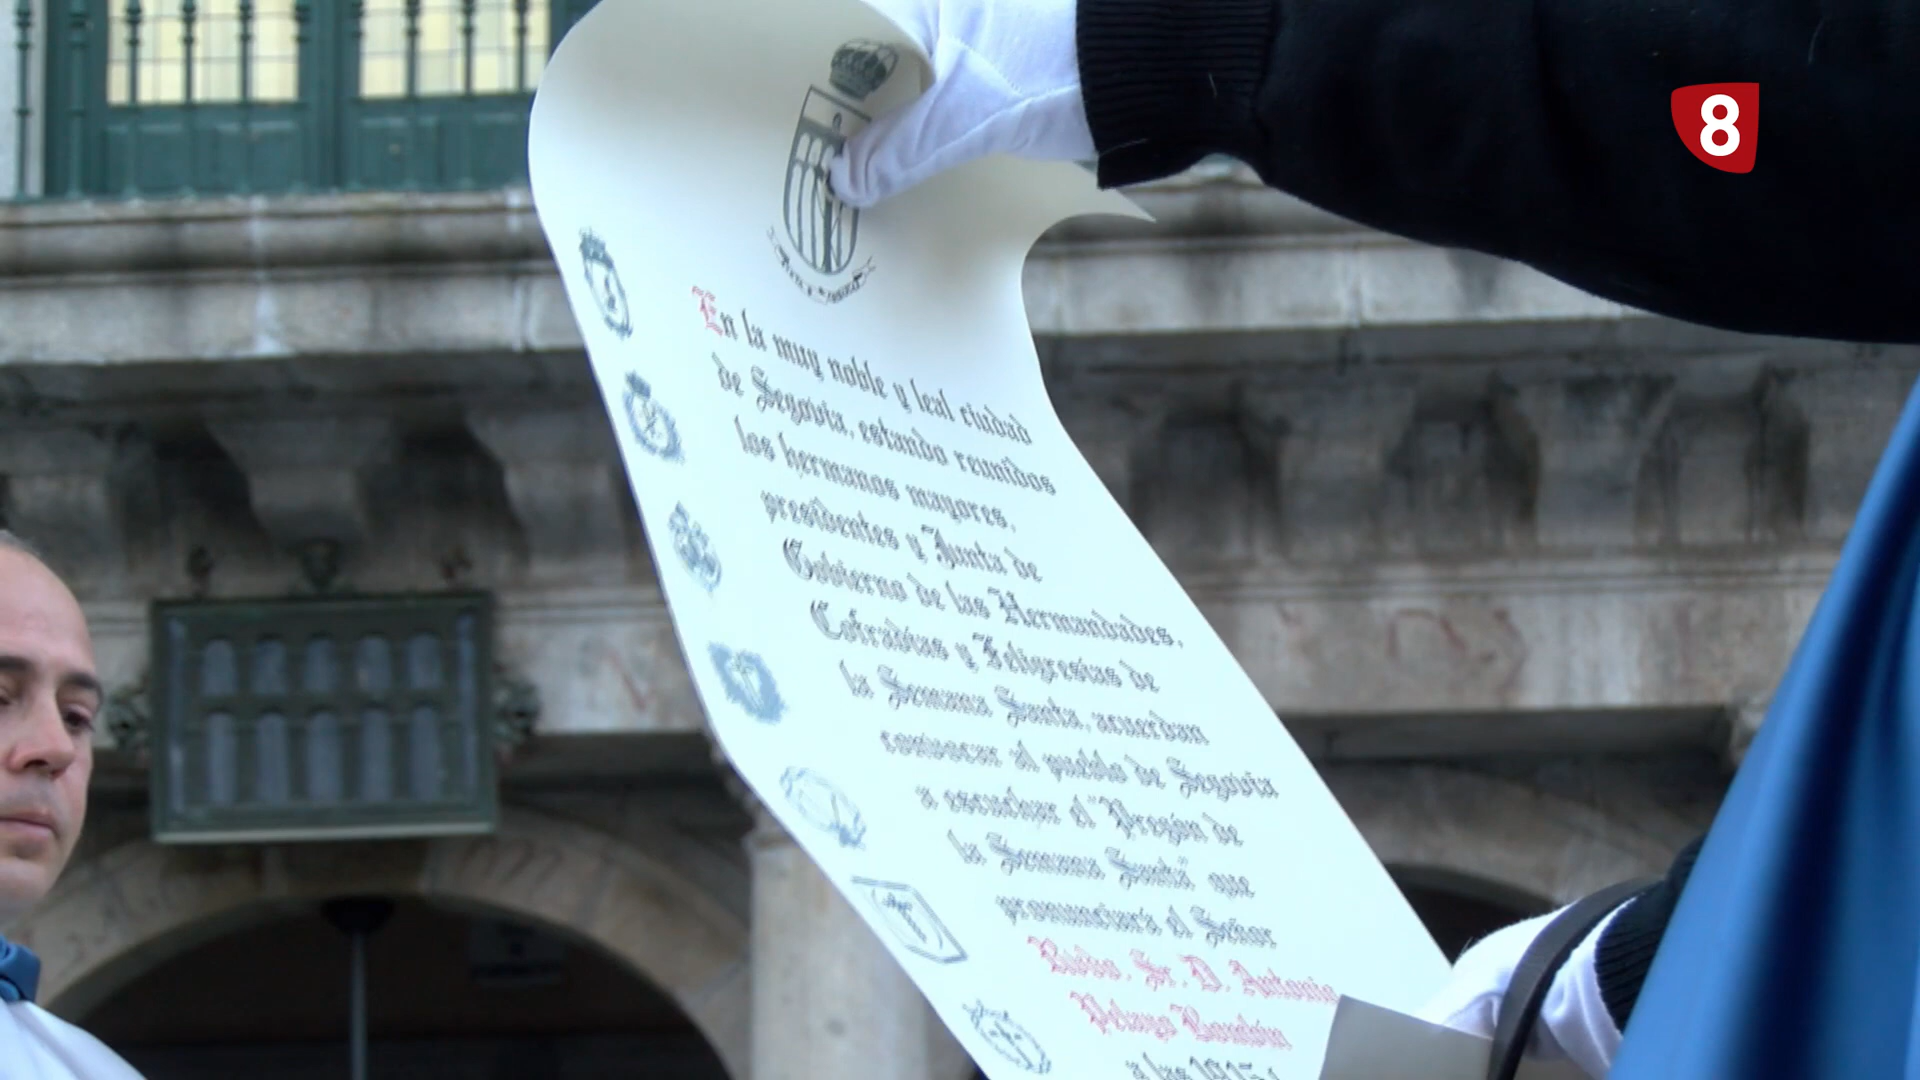 8
En la muy noble y leal ciudad
de Segovia, estando reunidos
los hermanos mayores,
presidentes y Junta de
Gobierno de las Hermandades,
Cofradías y Feligresías de
la Semana Santa, acuerdan
convocar al pueblo de Segovia
a escuchar el "Pregón de
la Semana Santa" que
pronunciará el Señor
Rvdo. Sr. D. Antonio
a las